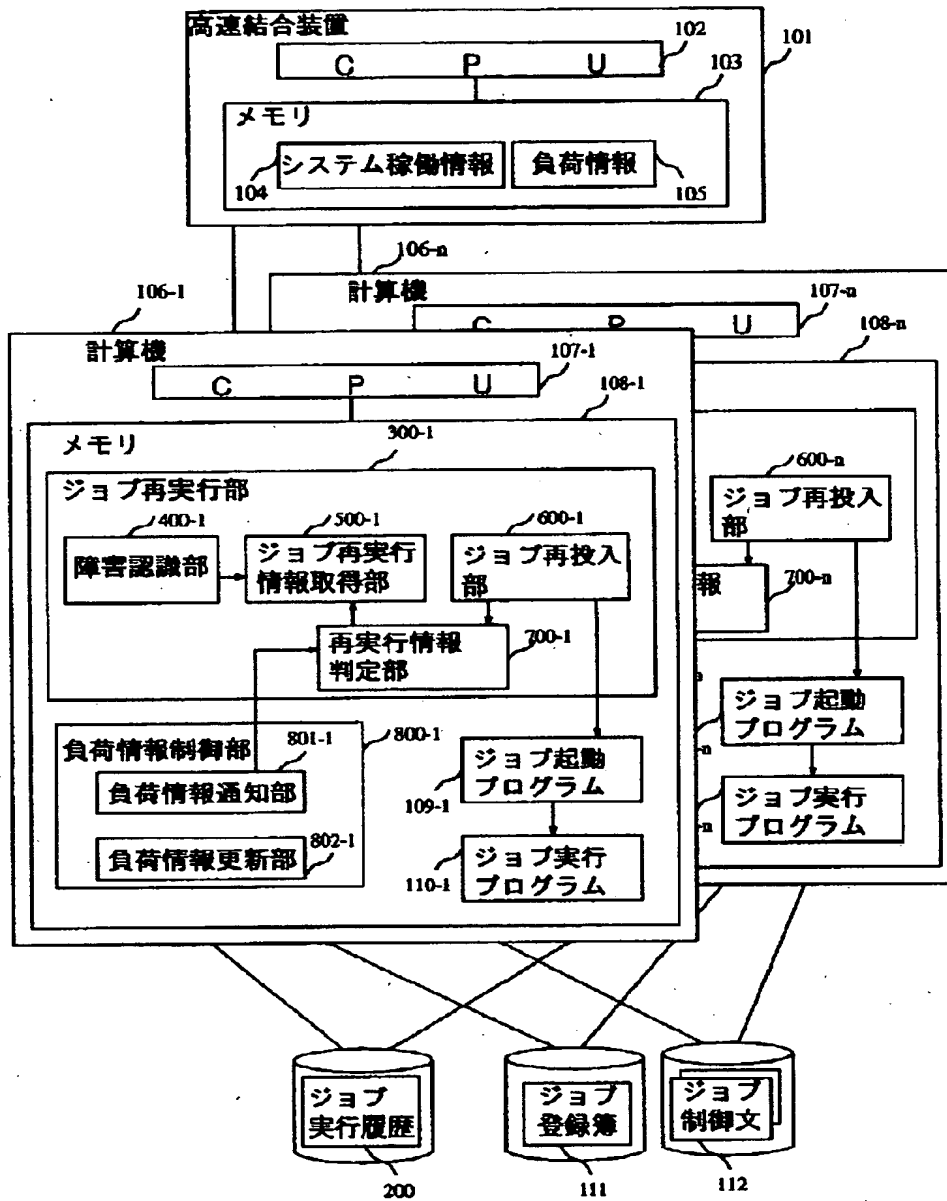 高速結合装置
101
CPU
102
メモリ
103
システム稼働情報
104
負荷情報
105
106-n
計算機
CPU
107-n
108-n
106-1
計算機
CPU
107-1
108-1
メモリ
300-1
ジョブ再実行部
400-1
障害認識部
500-1
ジョブ再実行
情報取得部
600-1
ジョブ再投入
部
再実行情報
判定部
700-1
600-n
ジョブ再投入
部
報
700-n
負荷情報制御部
800-1
801-1
負荷情報通知部
802-1
負荷情報更新部
ジョブ起動
プログラム
109-1
ジョブ実行
プログラム
110-1
ジョブ起動
プログラム
-n
ジョブ実行
プログラム
-n
ジョブ
実行履歴
200
ジョブ
登録簿
111
ジョブ
制御文
112